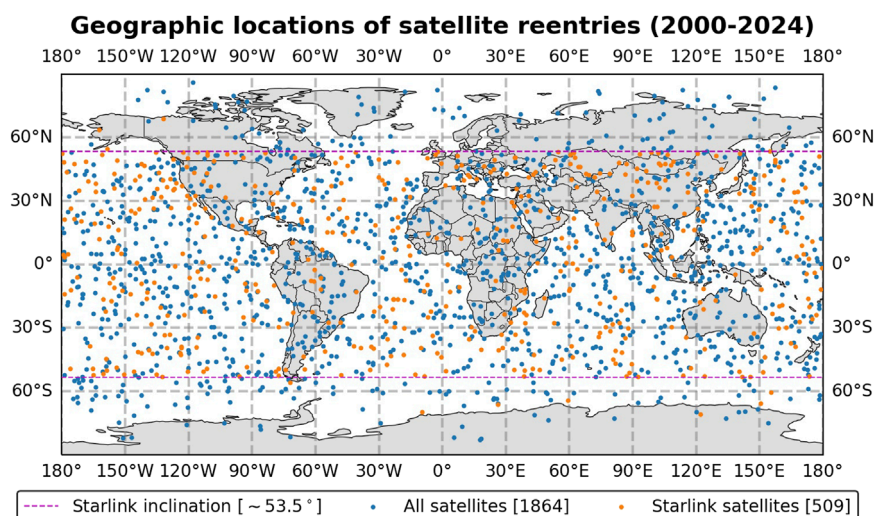 Geographic locations of satellite reentries (2000-2024)
180° 150°W 120°W 90°W 60°W 30°W 0° 30°E 60°E 90°E 120°E 150°E 180°
60°N 60°N
30°N 30°N
0° 0°
30°S 30°S
60°S 60°S
180° 150°W 120°W 90°W 60°W 30°W 0° 30°E 60°E 90°E 120°E 150°E 180°
Starlink inclination [~53.5°] All satellites [1864] Starlink satellites [509]